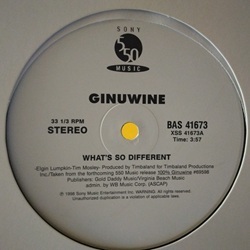 SONY
550
MUSIC
GINUWINE
33 1/3 RPM
STEREO
BAS 41673
XSS 41673A
Time: 3:57
WHAT'S SO DIFFERENT
-Elgin Lumpkin-Tim Mosley- Produced by Timbaland for Timbaland Productions
Inc./Taken from the forthcoming 550 Music release 100% Ginuwine #69598
Publishers: Gold Daddy Music/Virginia Beach Music
admin. by WB Music Corp. (ASCAP)
© 1998 Sony Music Entertainment Inc. WARNING: All rights reserved.
Unauthorized duplication is a violation of applicable laws.